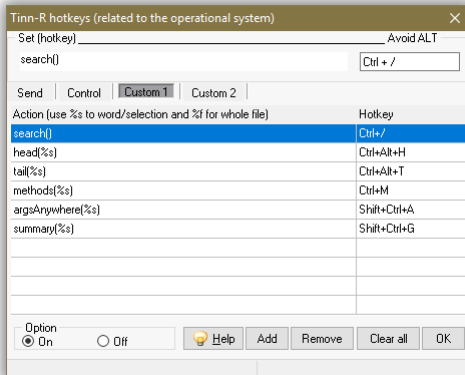 Tinn-R hotkeys (related to the operational system)
Set (hotkey) Avoid ALT
search() Ctrl + /
Send Control Custom 1 Custom 2
Action (use %s to word/selection and %f for whole file) Hotkey
search() Ctrl+/
head(%s) Ctrl+Alt+H
tail(%s) Ctrl+Alt+T
methods(%s) Ctrl+M
argsAnywhere(%s) Shift+Ctrl+A
summary(%s) Shift+Ctrl+G
Option
On Off Help Add Remove Clear all OK